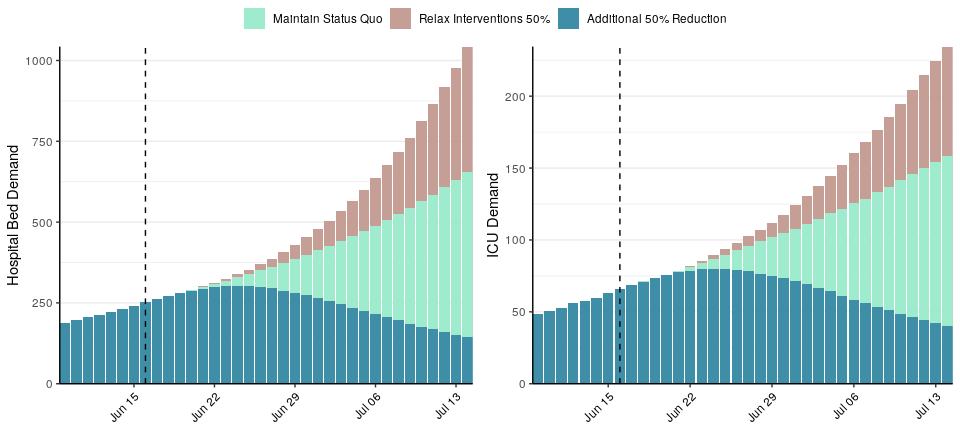 Maintain Status Quo Relax Interventions 50% Additional 50% Reduction
Hospital Bed Demand
1000
750
500
250
0
Jun 15 Jun 22 Jun 29 Jul 06 Jul 13
ICU Demand
200
150
100
50
0
Jun 15 Jun 22 Jun 29 Jul 06 Jul 13